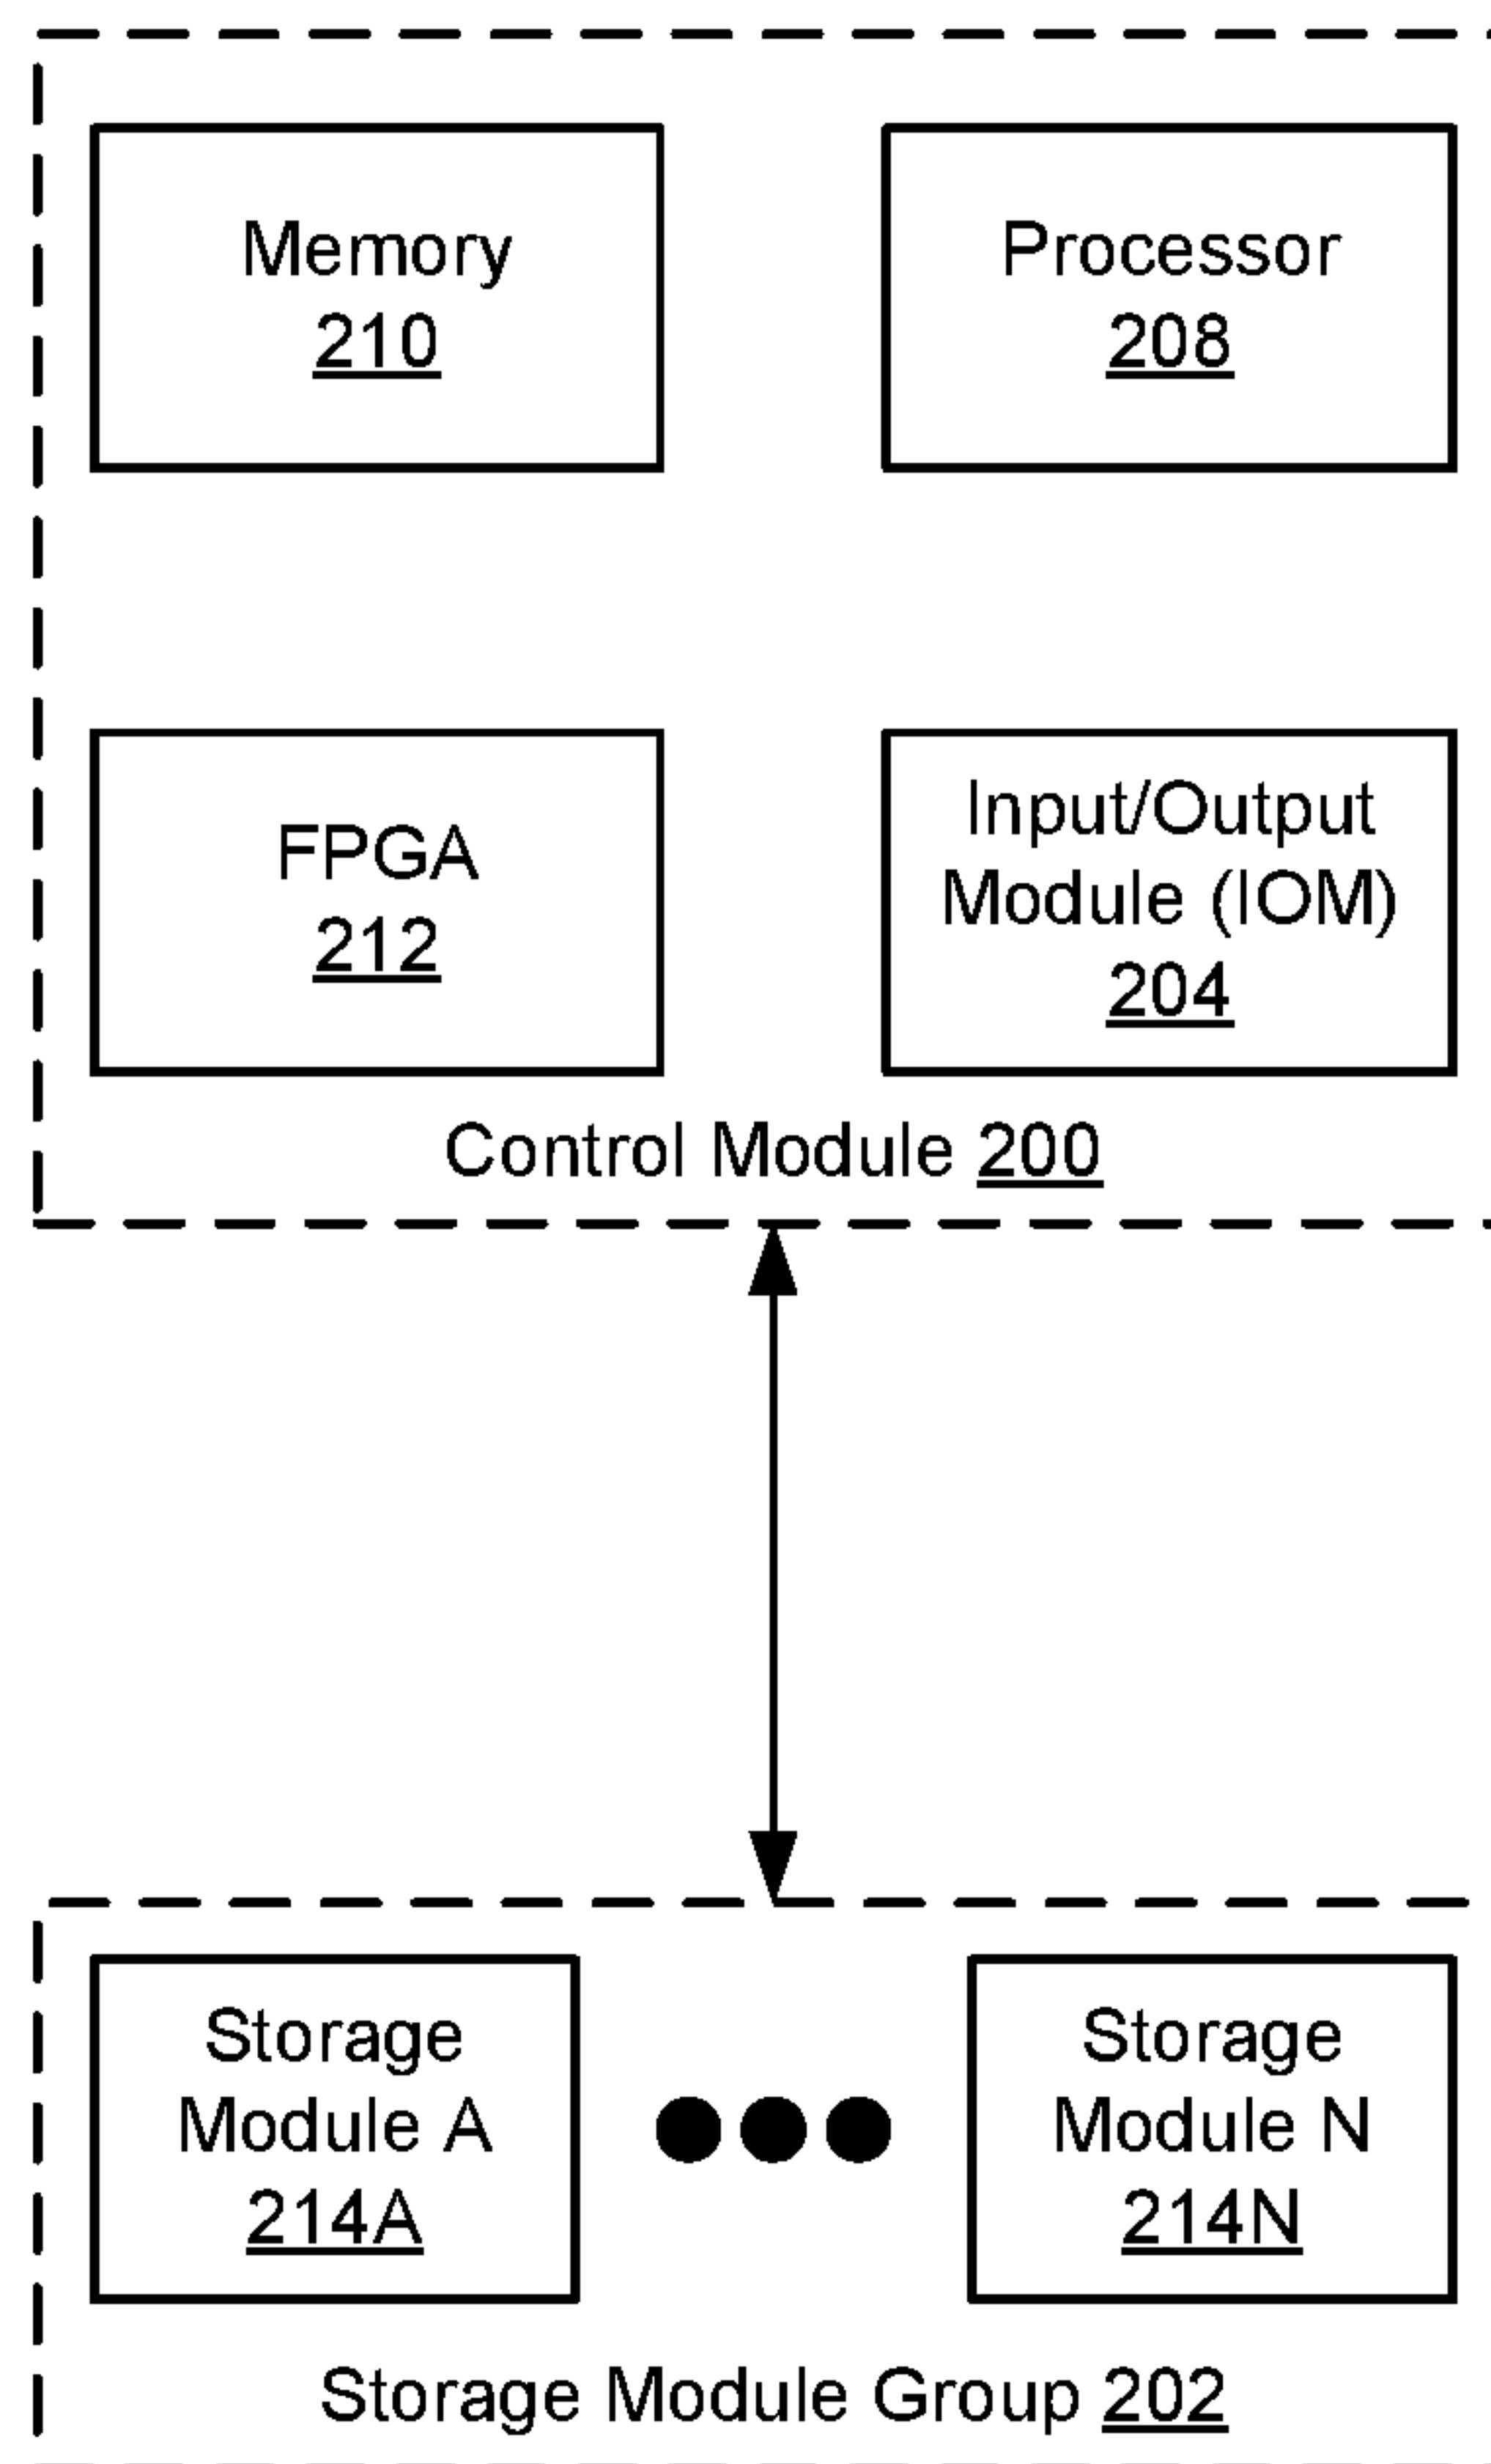 Memory
210
Processor
208
FPGA
212
Input/Output
Module (IOM)
204
Control Module 200
Storage
Module A
214A
Storage
Module N
214N
Storage Module Group 202